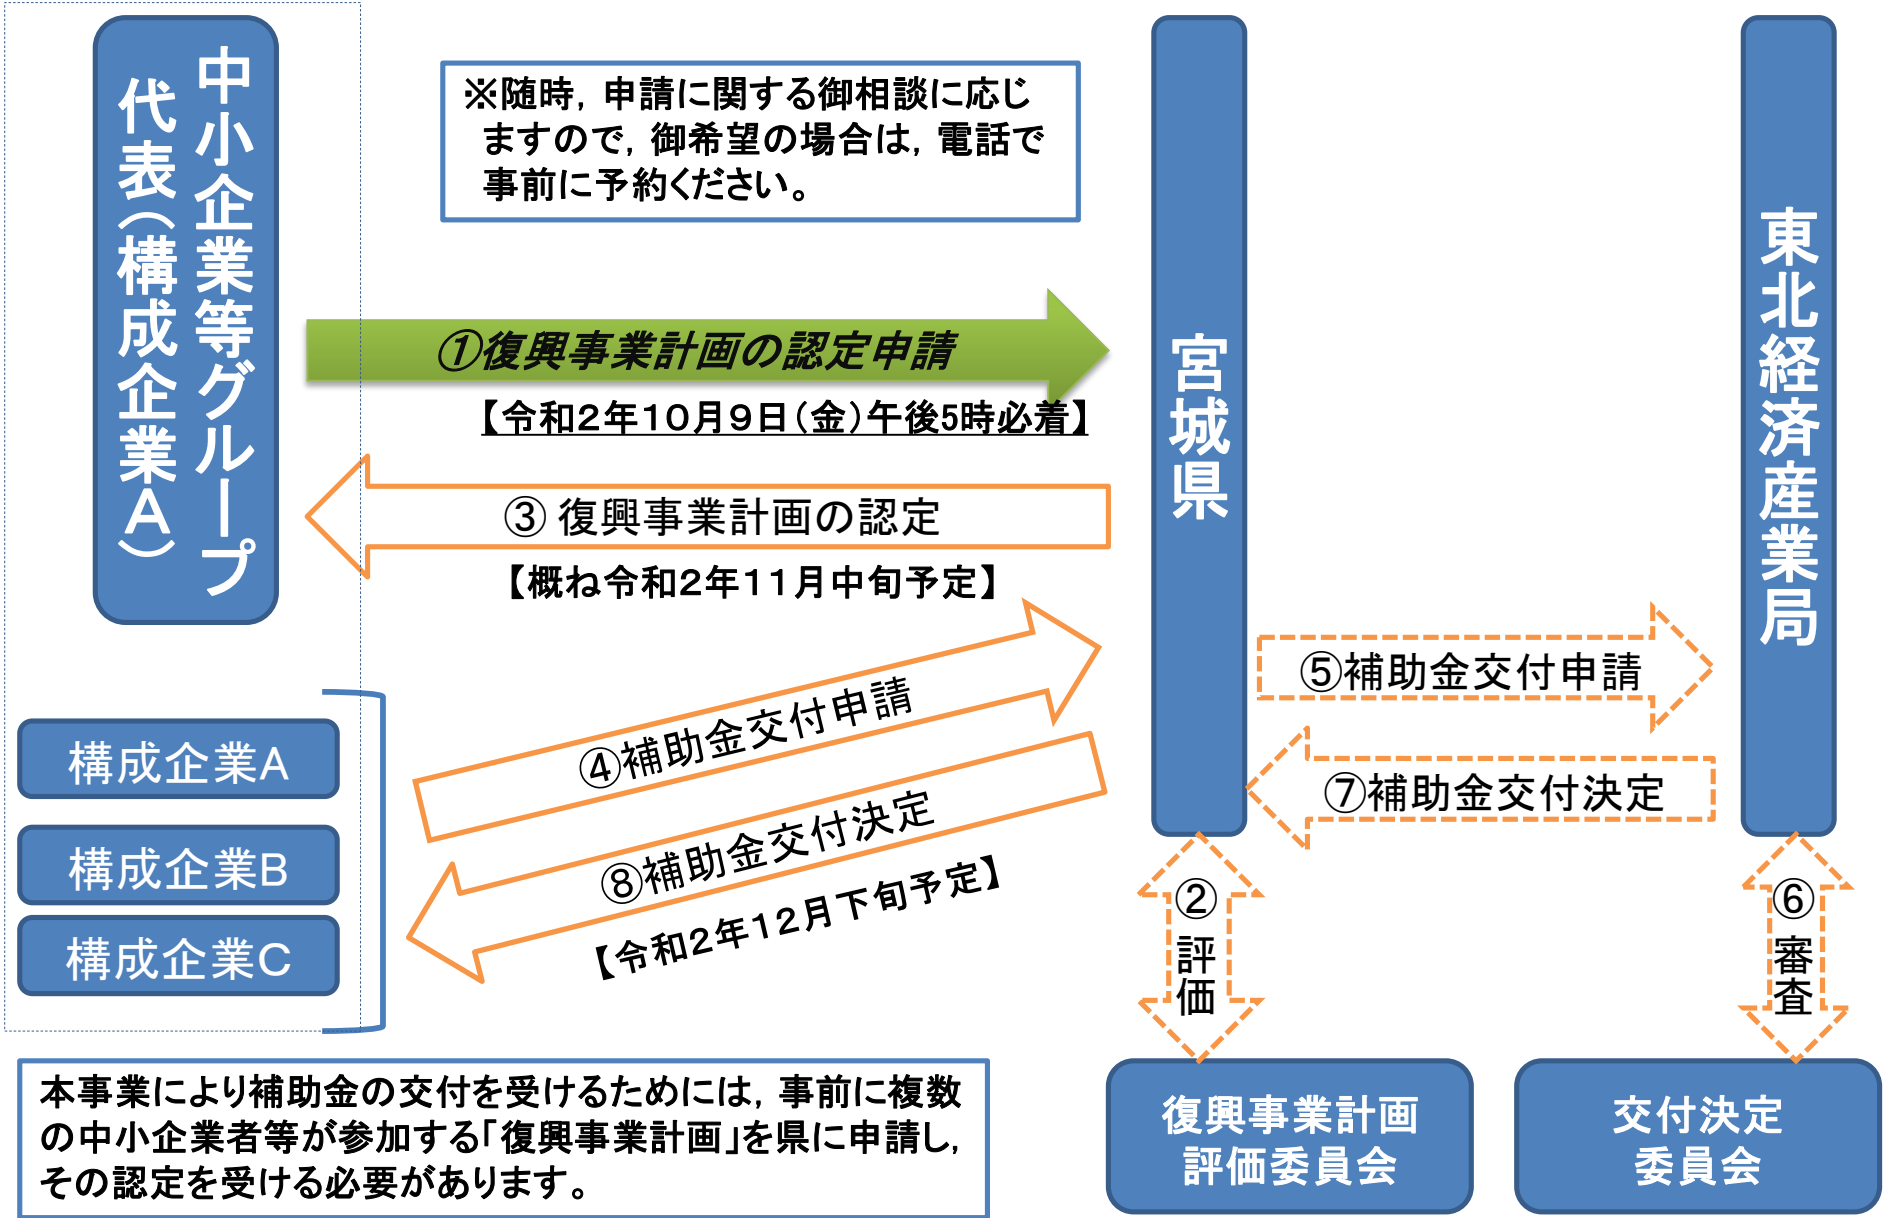 中小企業等グループ
代表（構成企業Ａ）
※随時，申請に関する御相談に応じ
ますので，御希望の場合は，電話で
事前に予約ください。
①復興事業計画の認定申請
【令和２年１０月９日（金）午後5時必着】
③ 復興事業計画の認定
【概ね令和２年１１月中旬予定】
④補助金交付申請
⑧補助金交付決定
【令和２年１２月下旬予定】
宮城県
⑤補助金交付申請
⑦補助金交付決定
東北経済産業局
構成企業A
構成企業B
構成企業C
②
評
価
⑥
審
査
本事業により補助金の交付を受けるためには，事前に複数
の中小企業者等が参加する「復興事業計画」を県に申請し，
その認定を受ける必要があります。
復興事業計画
評価委員会
交付決定
委員会